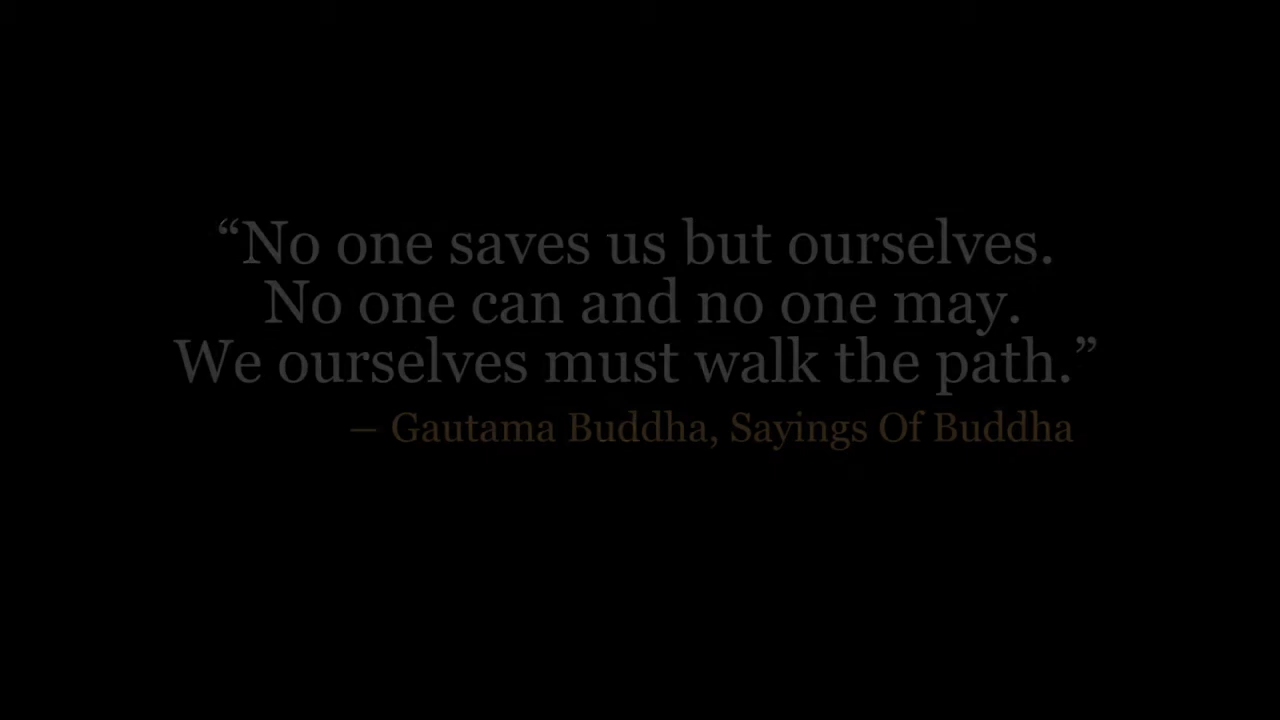 “No one saves us but ourselves.
No one can and no one may.
We ourselves must walk the path.”
— Gautama Buddha, Sayings Of Buddha